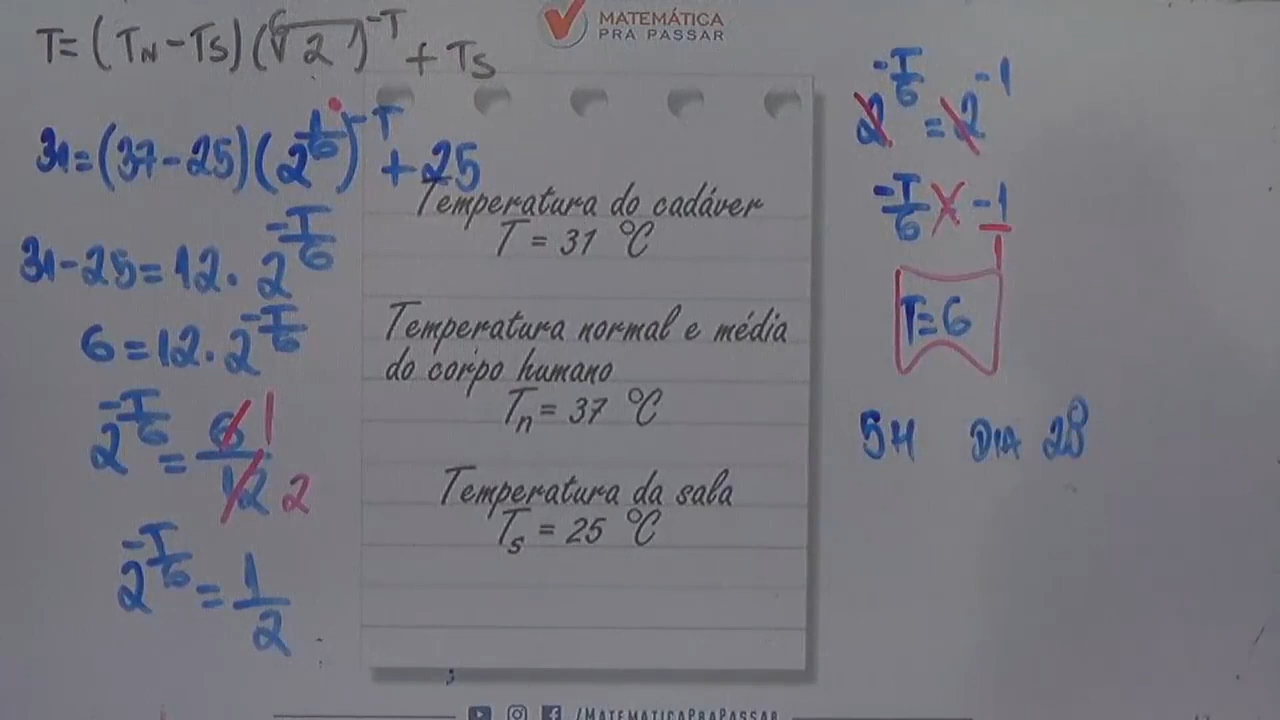 MATEMÁTICA
PRA PASSAR
T=(TN-TS)(⁶√2)^-T + TS
31=(37-25)(2^1/6)^-T + 25
31-25=12.2^-T/6
6=12.2^-T/6
2^-T/6 = 6/12 1/2
2^-T/6 = 1/2
Temperatura do cadáver
T = 31 °C
Temperatura normal e média
do corpo humano
Tn = 37 °C
Temperatura da sala
Ts = 25 °C
2^-T/6 = 2^-1
-T/6 -1/1
T=6
5H DIA 28
/MATEMATICAPRAPASSAR